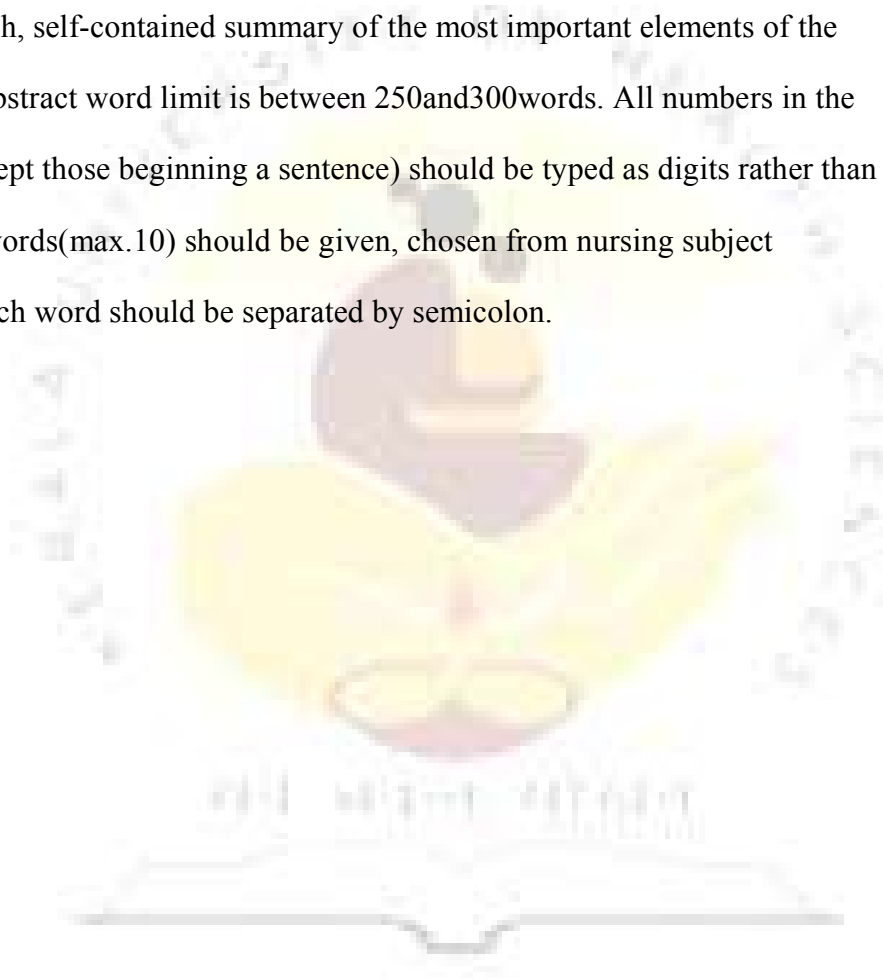 h, self-contained summary of the most important elements of the
bstract word limit is between 250and300words. All numbers in the
ept those beginning a sentence) should be typed as digits rather than
words(max.10) should be given, chosen from nursing subject
ch word should be separated by semicolon.